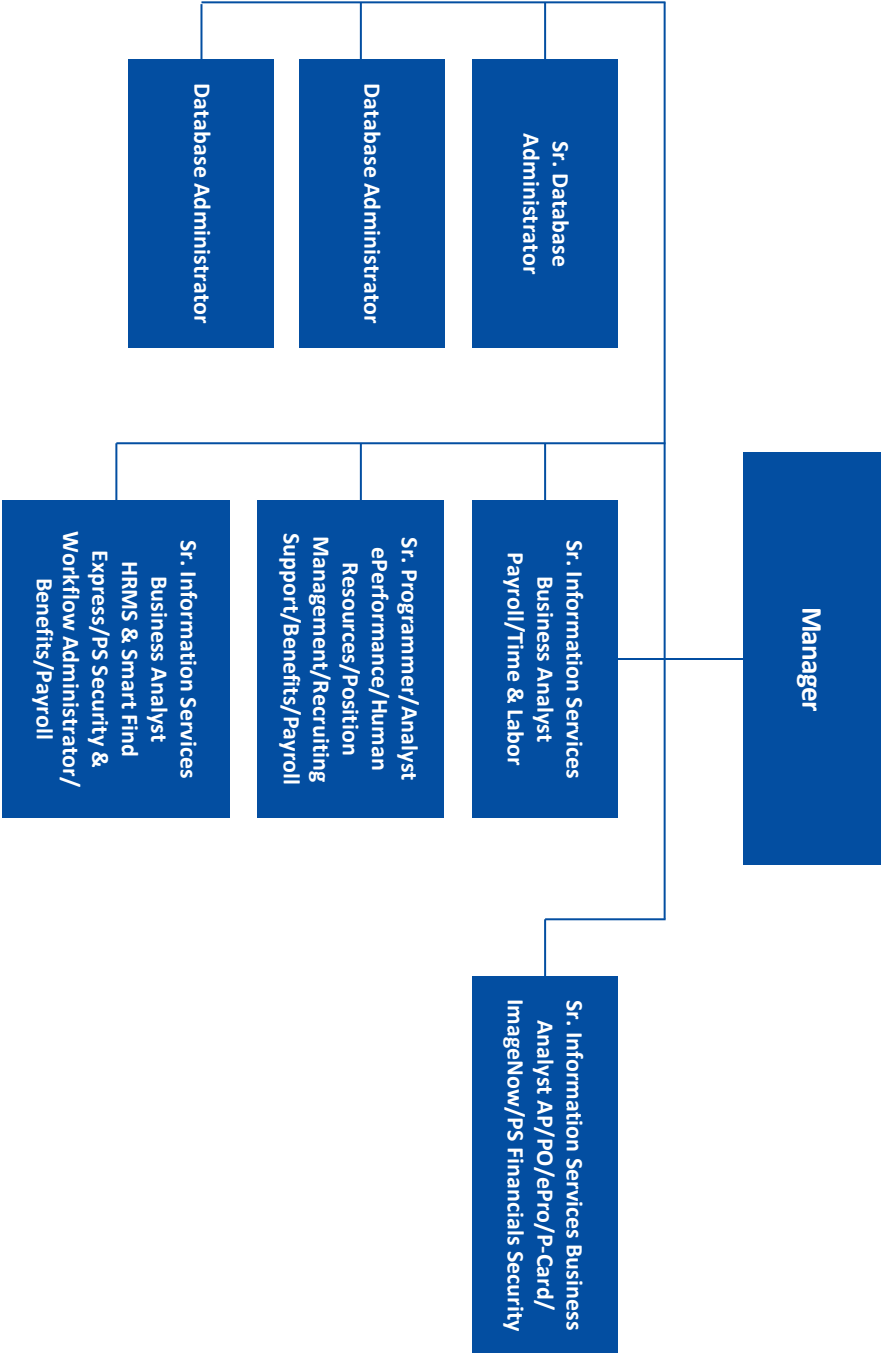 Manager
Sr. Database
Administrator
Database Administrator
Database Administrator
Sr. Information Services
Business Analyst
Payroll/Time & Labor
Sr. Programmer/Analyst
ePerformance/Human
Resources/Position
Management/Recruiting
Support/Benefits/Payroll
Sr. Information Services
Business Analyst
HRMS & Smart Find
Express/PS Security &
Workflow Administrator/
Benefits/Payroll
Sr. Information Services Business
Analyst AP/PO/ePro/P-Card/
ImageNow/PS Financials Security